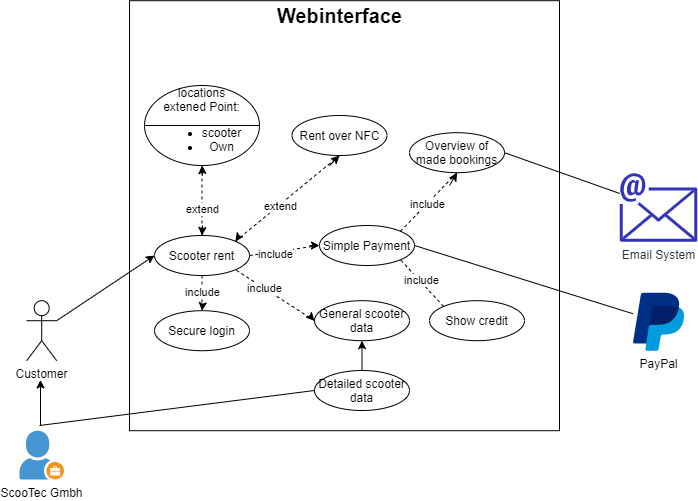 Webinterface
locations
extened Point:
scooter
Own
Rent over NFC
Overview of
made bookings
@
extend
extend
include
Email System
Scooter rent
include
Simple Payment
include
include
include
General scooter
data
Secure login
Show credit
PayPal
Customer
Detailed scooter
data
ScooTec Gmbh